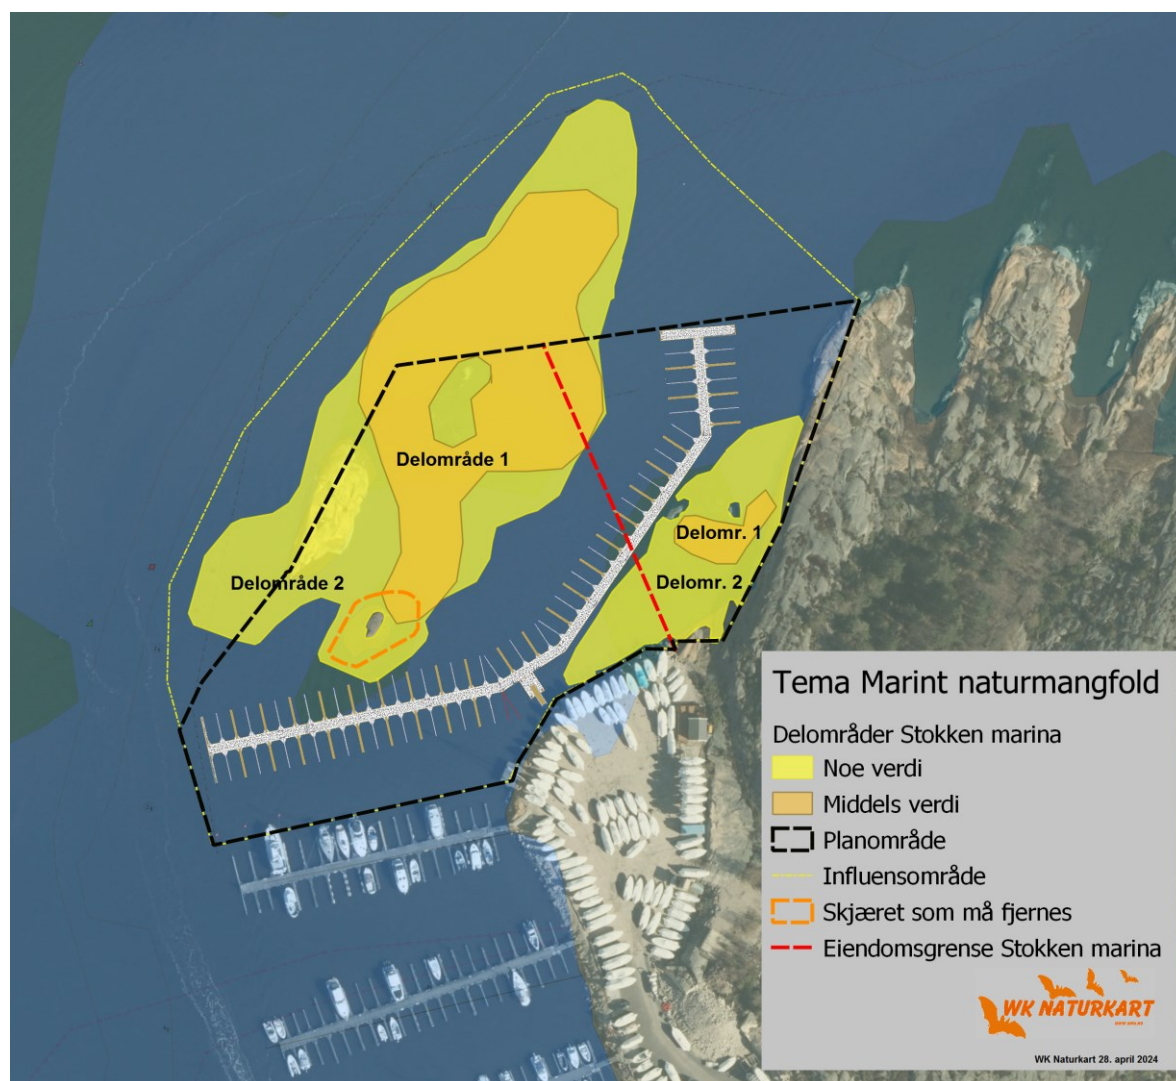 Delområde 1
Delomr. 1
Delområde 2
Delomr. 2
Tema Marint naturmangfold
Delområder Stokken marina
Noe verdi
Middels verdi
Planområde
Influensområde
Skjæret som må fjernes
Eiendomsgrense Stokken marina
WK NATURKART
WK Naturkart 28. april 2024